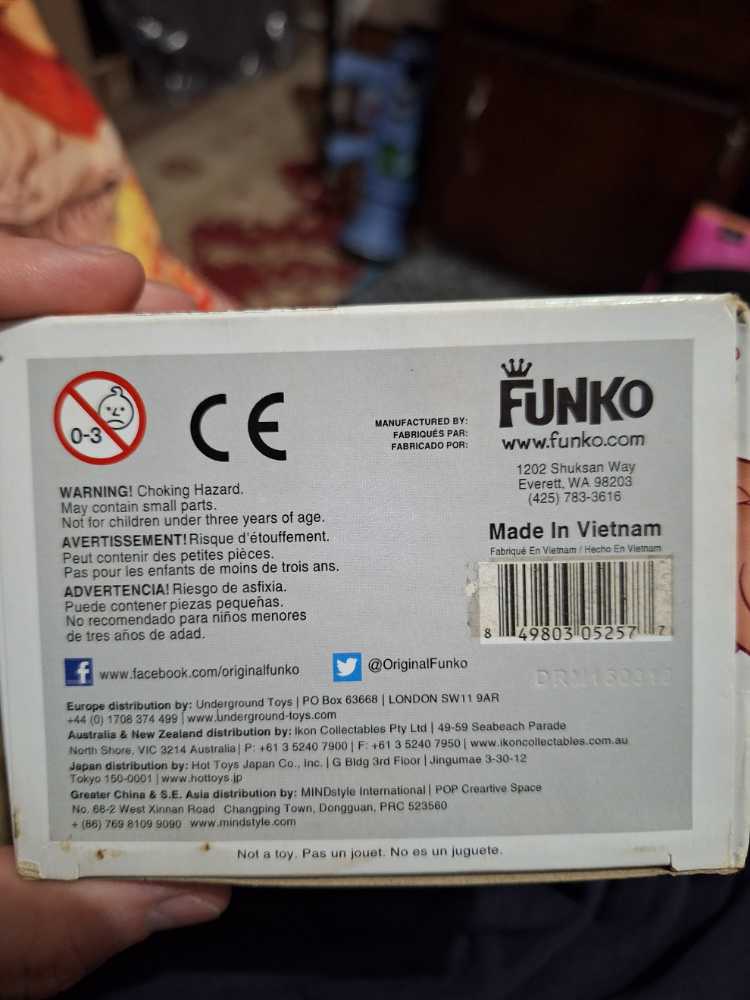 0-3
CE
MANUFACTURED BY:
FABRIQUÉS PAR:
FABRICADO POR:
FUNKO
www.funko.com
1202 Shuksan Way
Everett, WA 98203
(425) 783-3616
Made In Vietnam
Fabriqué En Vietnam / Hecho En Vietnam
8 49803 05257 7
WARNING! Choking Hazard.
May contain small parts.
Not for children under three years of age.
AVERTISSEMENT! Risque d'étouffement.
Peut contenir des petites pièces.
Pas pour les enfants de moins de trois ans.
ADVERTENCIA! Riesgo de asfixia.
Puede contener piezas pequeñas.
No recomendado para niños menores
de tres años de adad.
www.facebook.com/originalfunko
@OriginalFunko
Europe distribution by: Underground Toys | PO Box 63668 | LONDON SW11 9AR
+44 (0) 1708 374 499 | www.underground-toys.com
Australia & New Zealand distribution by: Ikon Collectables Pty Ltd | 49-59 Seabeach Parade
North Shore, VIC 3214 Australia | P: +61 3 5240 7900 | F: +61 3 5240 7950 | www.ikoncollectables.com.au
Japan distribution by: Hot Toys Japan Co., Inc. | G Bldg 3rd Floor | Jingumae 3-30-12
Tokyo 150-0001 | www.hottoys.jp
Greater China & S.E. Asia distribution by: MINDstyle International | POP Creartive Space
No. 66-2 West Xinnan Road Changping Town, Dongguan, PRC 523560
+ (86) 769 8109 9090 www.mindstyle.com
Not a toy. Pas un jouet. No es un juguete.